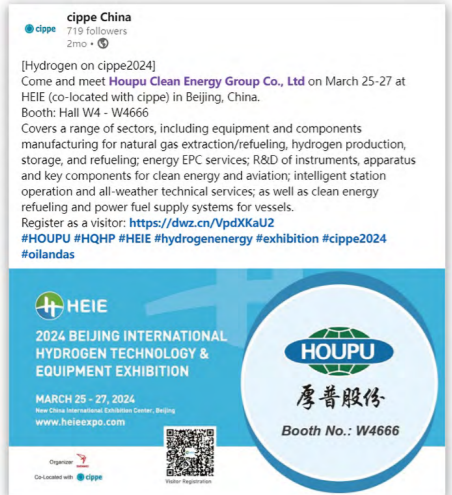 cippe China
cippe
719 followers
2mo •
[Hydrogen on cippe2024]
Come and meet Houpu Clean Energy Group Co., Ltd on March 25-27 at
HEIE (co-located with cippe) in Beijing, China.
Booth: Hall W4 - W4666
Covers a range of sectors, including equipment and components
manufacturing for natural gas extraction/refueling, hydrogen production,
storage, and refueling; energy EPC services; R&D of instruments, apparatus
and key components for clean energy and aviation; intelligent station
operation and all-weather technical services; as well as clean energy
refueling and power fuel supply systems for vessels.
Register as a visitor: https://dwz.cn/VpdXKaU2
#HOUPU #HQHP #HEIE #hydrogenenergy #exhibition #cippe2024
#oilandas
HEIE
2024 BEIJING INTERNATIONAL
HYDROGEN TECHNOLOGY &
EQUIPMENT EXHIBITION
MARCH 25 - 27, 2024
New China International Exhibition Center, Beijing
www.heieexpo.com
Organizer
Co-Located with cippe
Visitor Registration
HOUPU
厚普股份
Booth No.: W4666